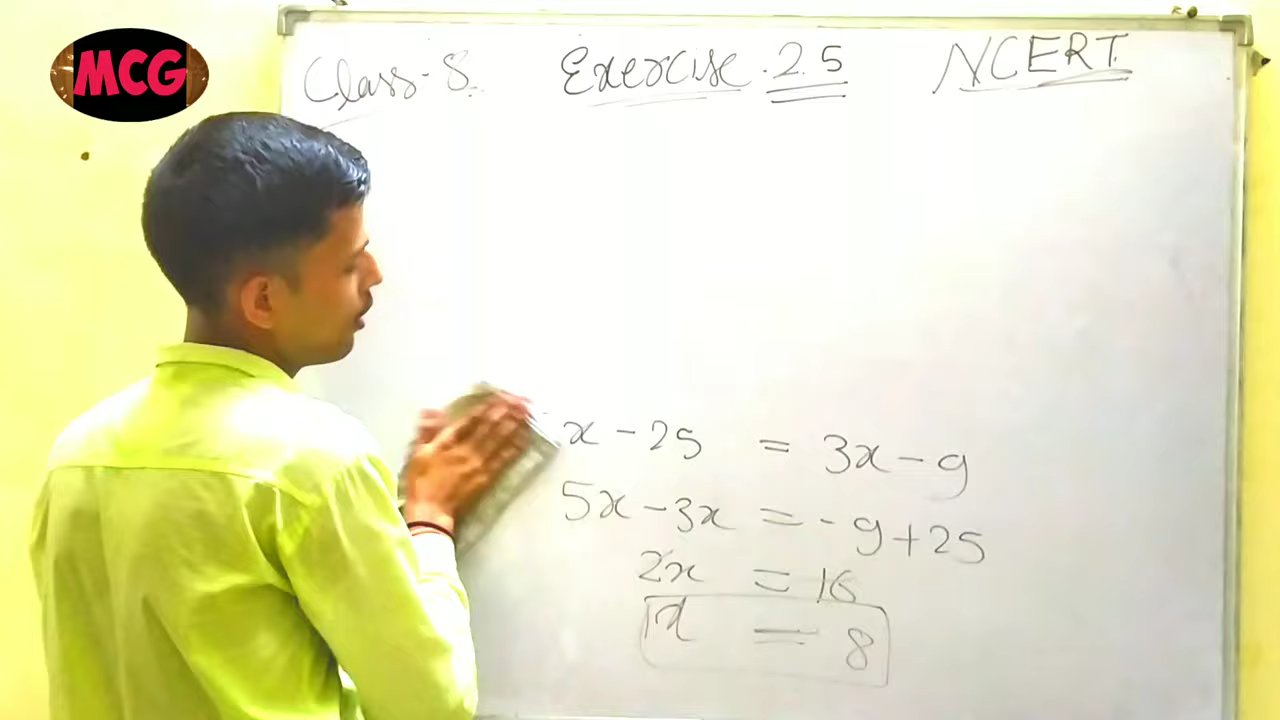 MCG
Class-8. Exercise.2.5 NCERT.
x - 25 = 3x - 9
5x - 3x = - 9 + 25
2x = 16
x = 8